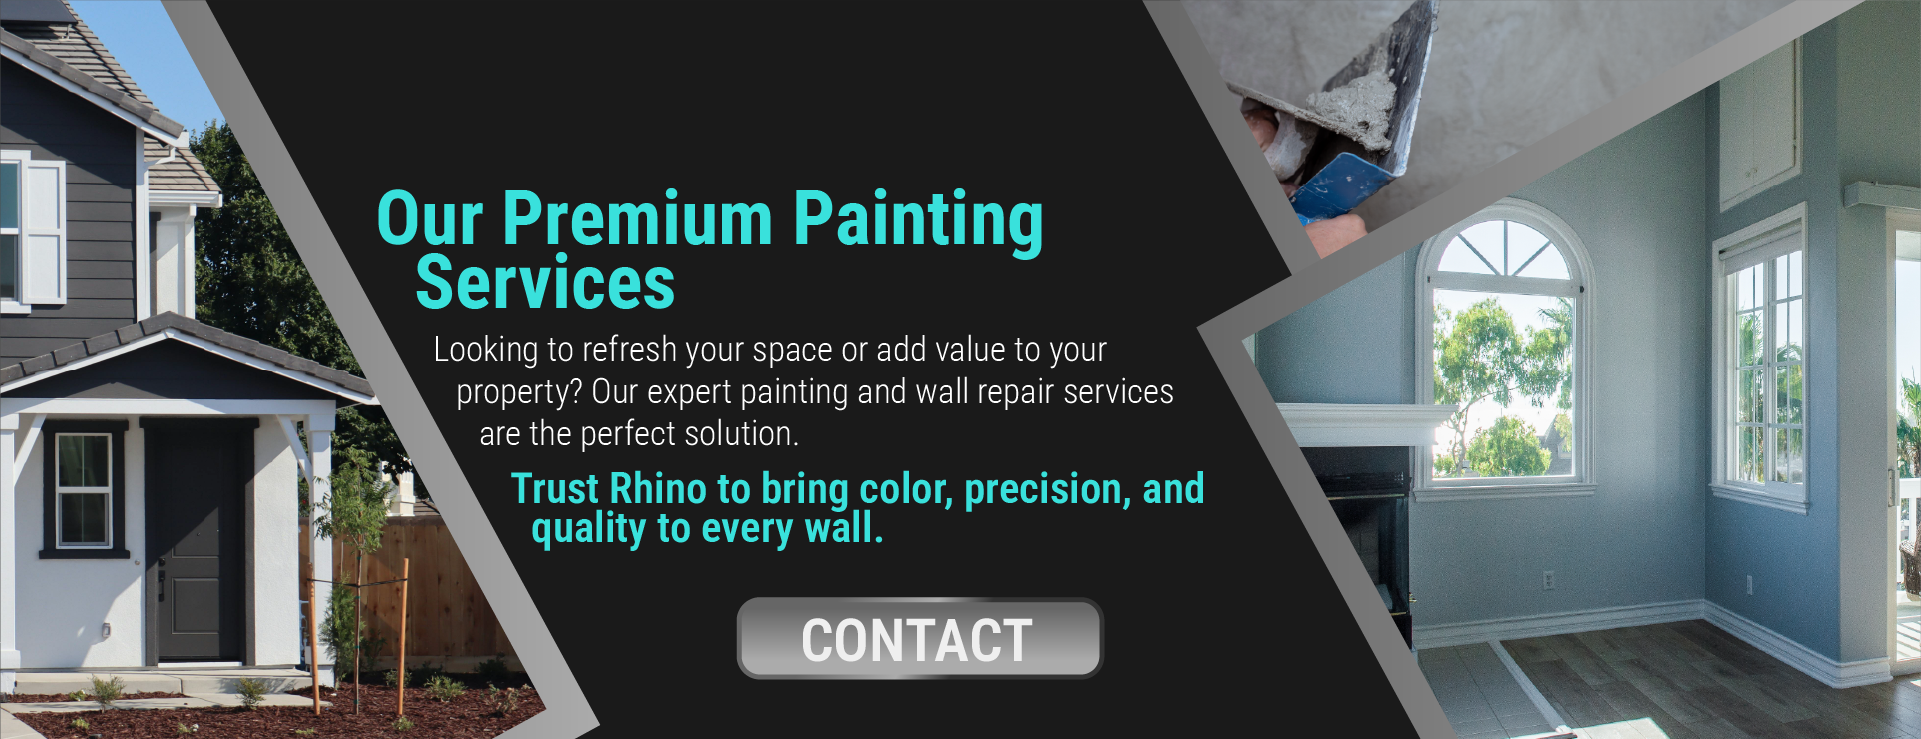 Our Premium Painting
Services
Looking to refresh your space or add value to your
property? Our expert painting and wall repair services
are the perfect solution.
Trust Rhino to bring color, precision, and
quality to every wall.
CONTACT